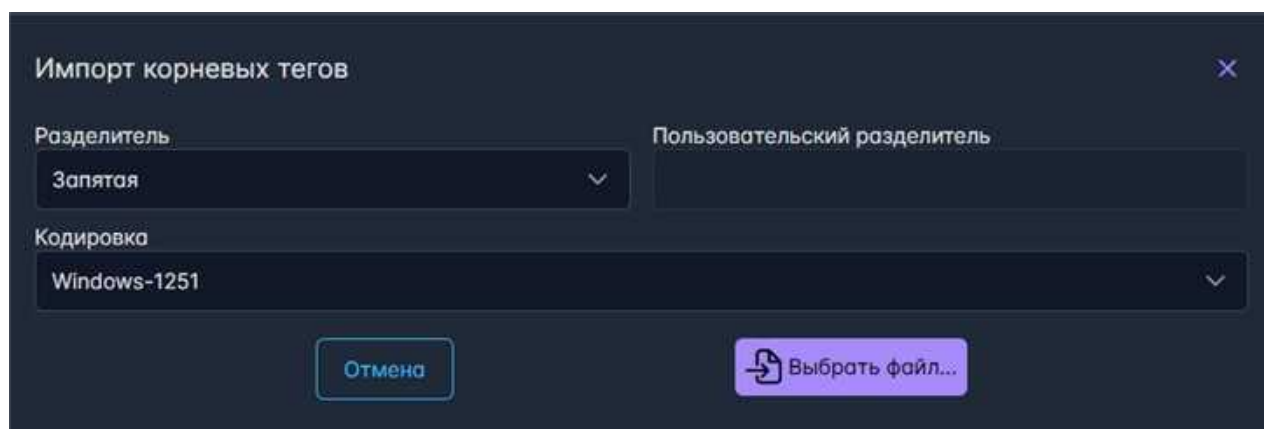 Импорт корневых тегов
Разделитель
Пользовательский разделитель
Запятая
Кодировка
Windows-1251
Отмена
Выбрать файл...